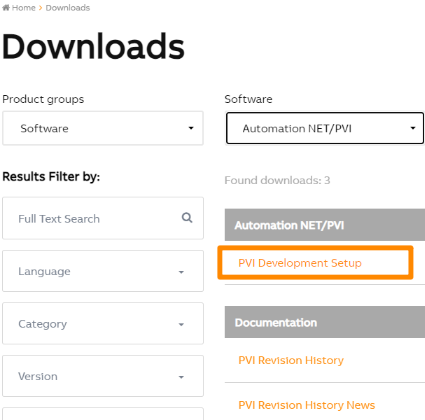 Home > Downloads
Downloads
Product groups
Software
Software
Automation NET/PVI
Results Filter by:
Full Text Search
Language
Category
Version
Found downloads: 3
Automation NET/PVI
PVI Development Setup
Documentation
PVI Revision History
PVI Revision History News